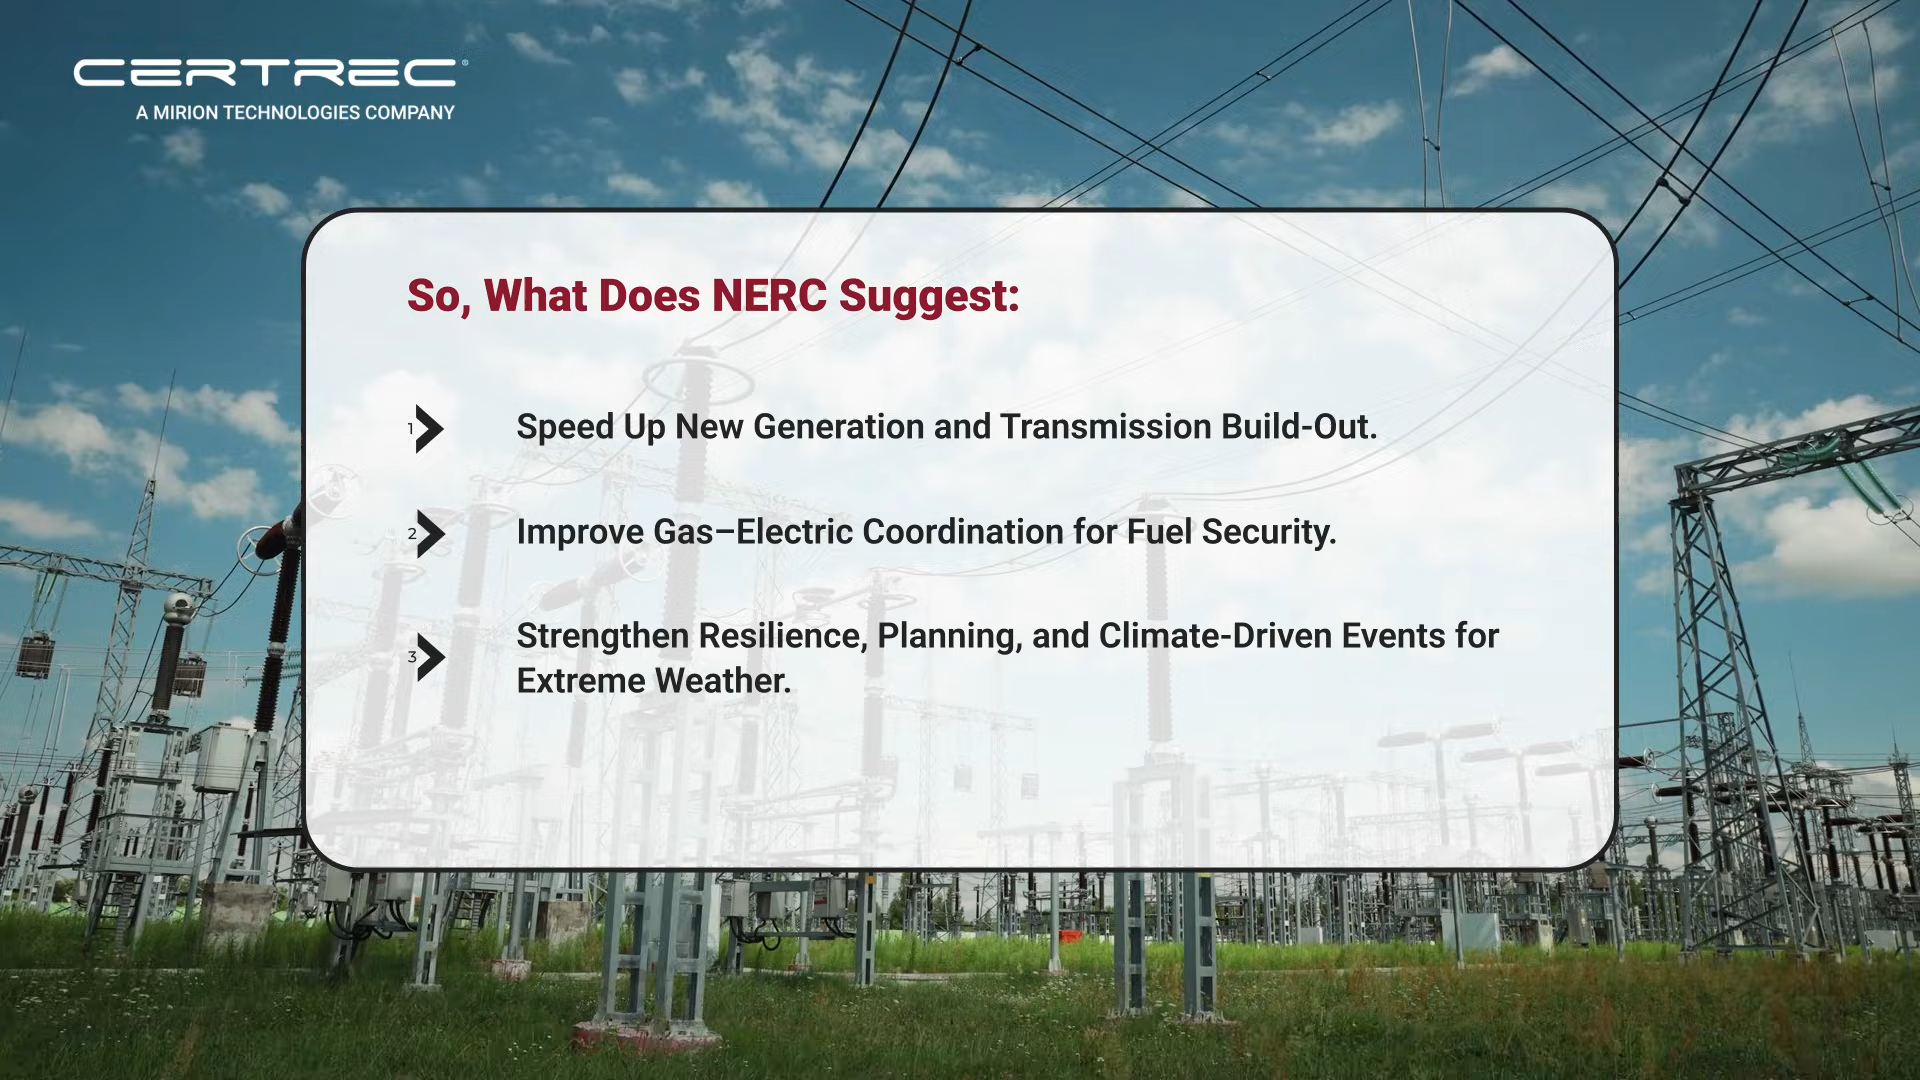 CERTREC®
A MIRION TECHNOLOGIES COMPANY
So, What Does NERC Suggest:
1 Speed Up New Generation and Transmission Build-Out.
2 Improve Gas–Electric Coordination for Fuel Security.
3 Strengthen Resilience, Planning, and Climate-Driven Events for
Extreme Weather.